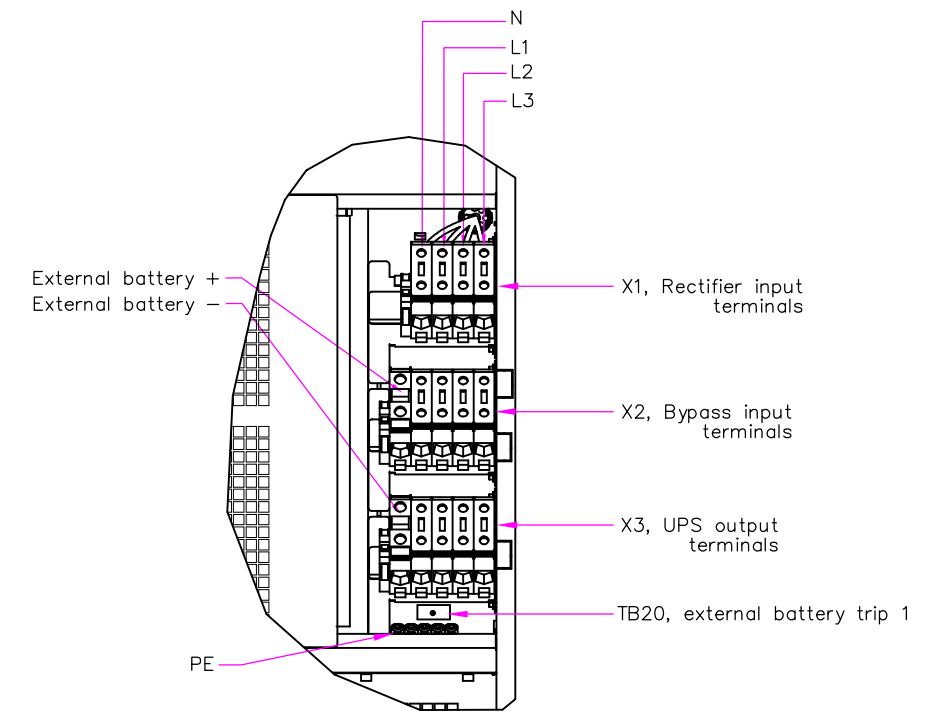 N
L1
L2
L3
External battery +
External battery -
X1, Rectifier input
terminals
X2, Bypass input
terminals
X3, UPS output
terminals
TB20, external battery trip 1
PE